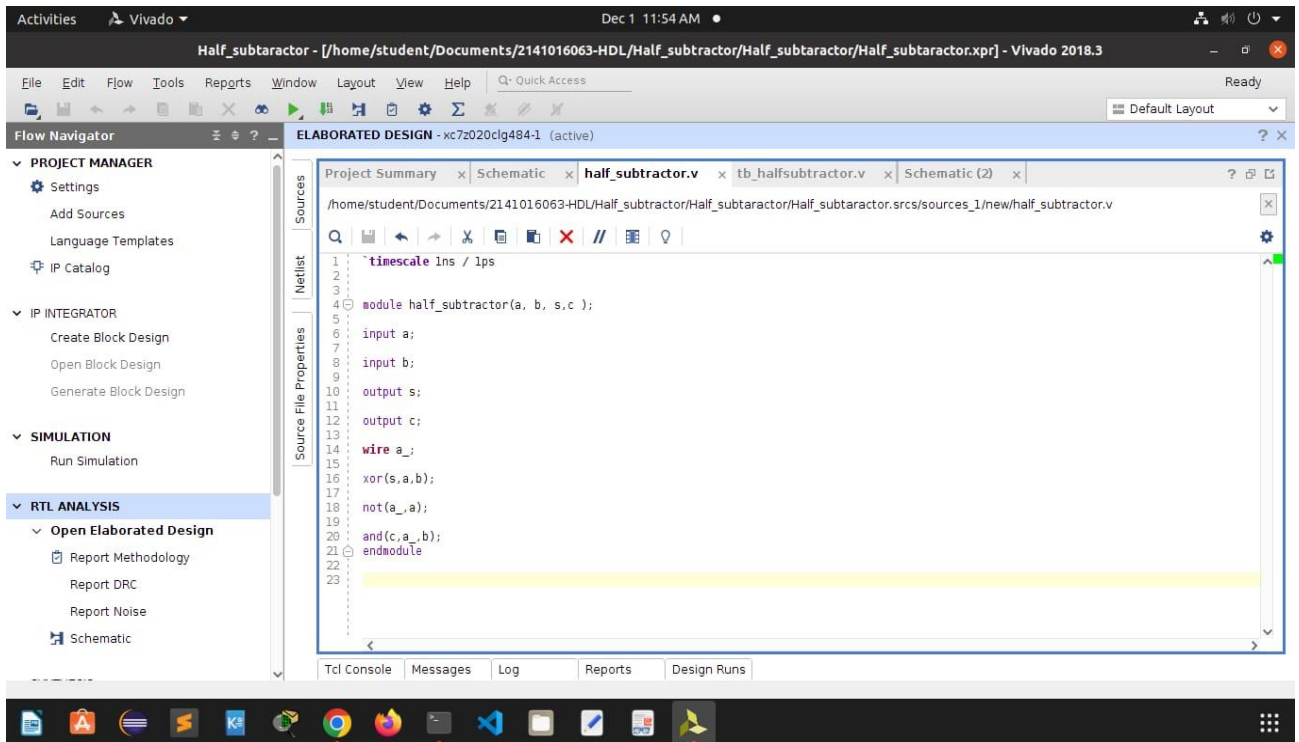 Activities Vivado Dec 1 11:54 AM
Half_subtaractor - [/home/student/Documents/2141016063-HDL/Half_subtractor/Half_subtaractor/Half_subtaractor.xpr] - Vivado 2018.3
File Edit Flow Tools Reports Window Layout View Help Q- Quick Access Ready
Default Layout
Flow Navigator ? ELABORATED DESIGN - xc7z020clg484-1 (active) ?
PROJECT MANAGER
Settings
Add Sources
Language Templates
IP Catalog
IP INTEGRATOR
Create Block Design
Open Block Design
Generate Block Design
SIMULATION
Run Simulation
RTL ANALYSIS
Open Elaborated Design
Report Methodology
Report DRC
Report Noise
Schematic
Sources
Netlist
Source File Properties
Project Summary Schematic half_subtractor.v tb_halfsubtractor.v Schematic (2) ?
/home/student/Documents/2141016063-HDL/Half_subtractor/Half_subtaractor/Half_subtaractor.srcs/sources_1/new/half_subtractor.v
1 `timescale 1ns / 1ps
2
3
4 module half_subtractor(a, b, s,c );
5
6 input a;
7
8 input b;
9
10 output s;
11
12 output c;
13
14 wire a_;
15
16 xor(s,a,b);
17
18 not(a_,a);
19
20 and(c,a_,b);
21 endmodule
22
23
Tcl Console Messages Log Reports Design Runs